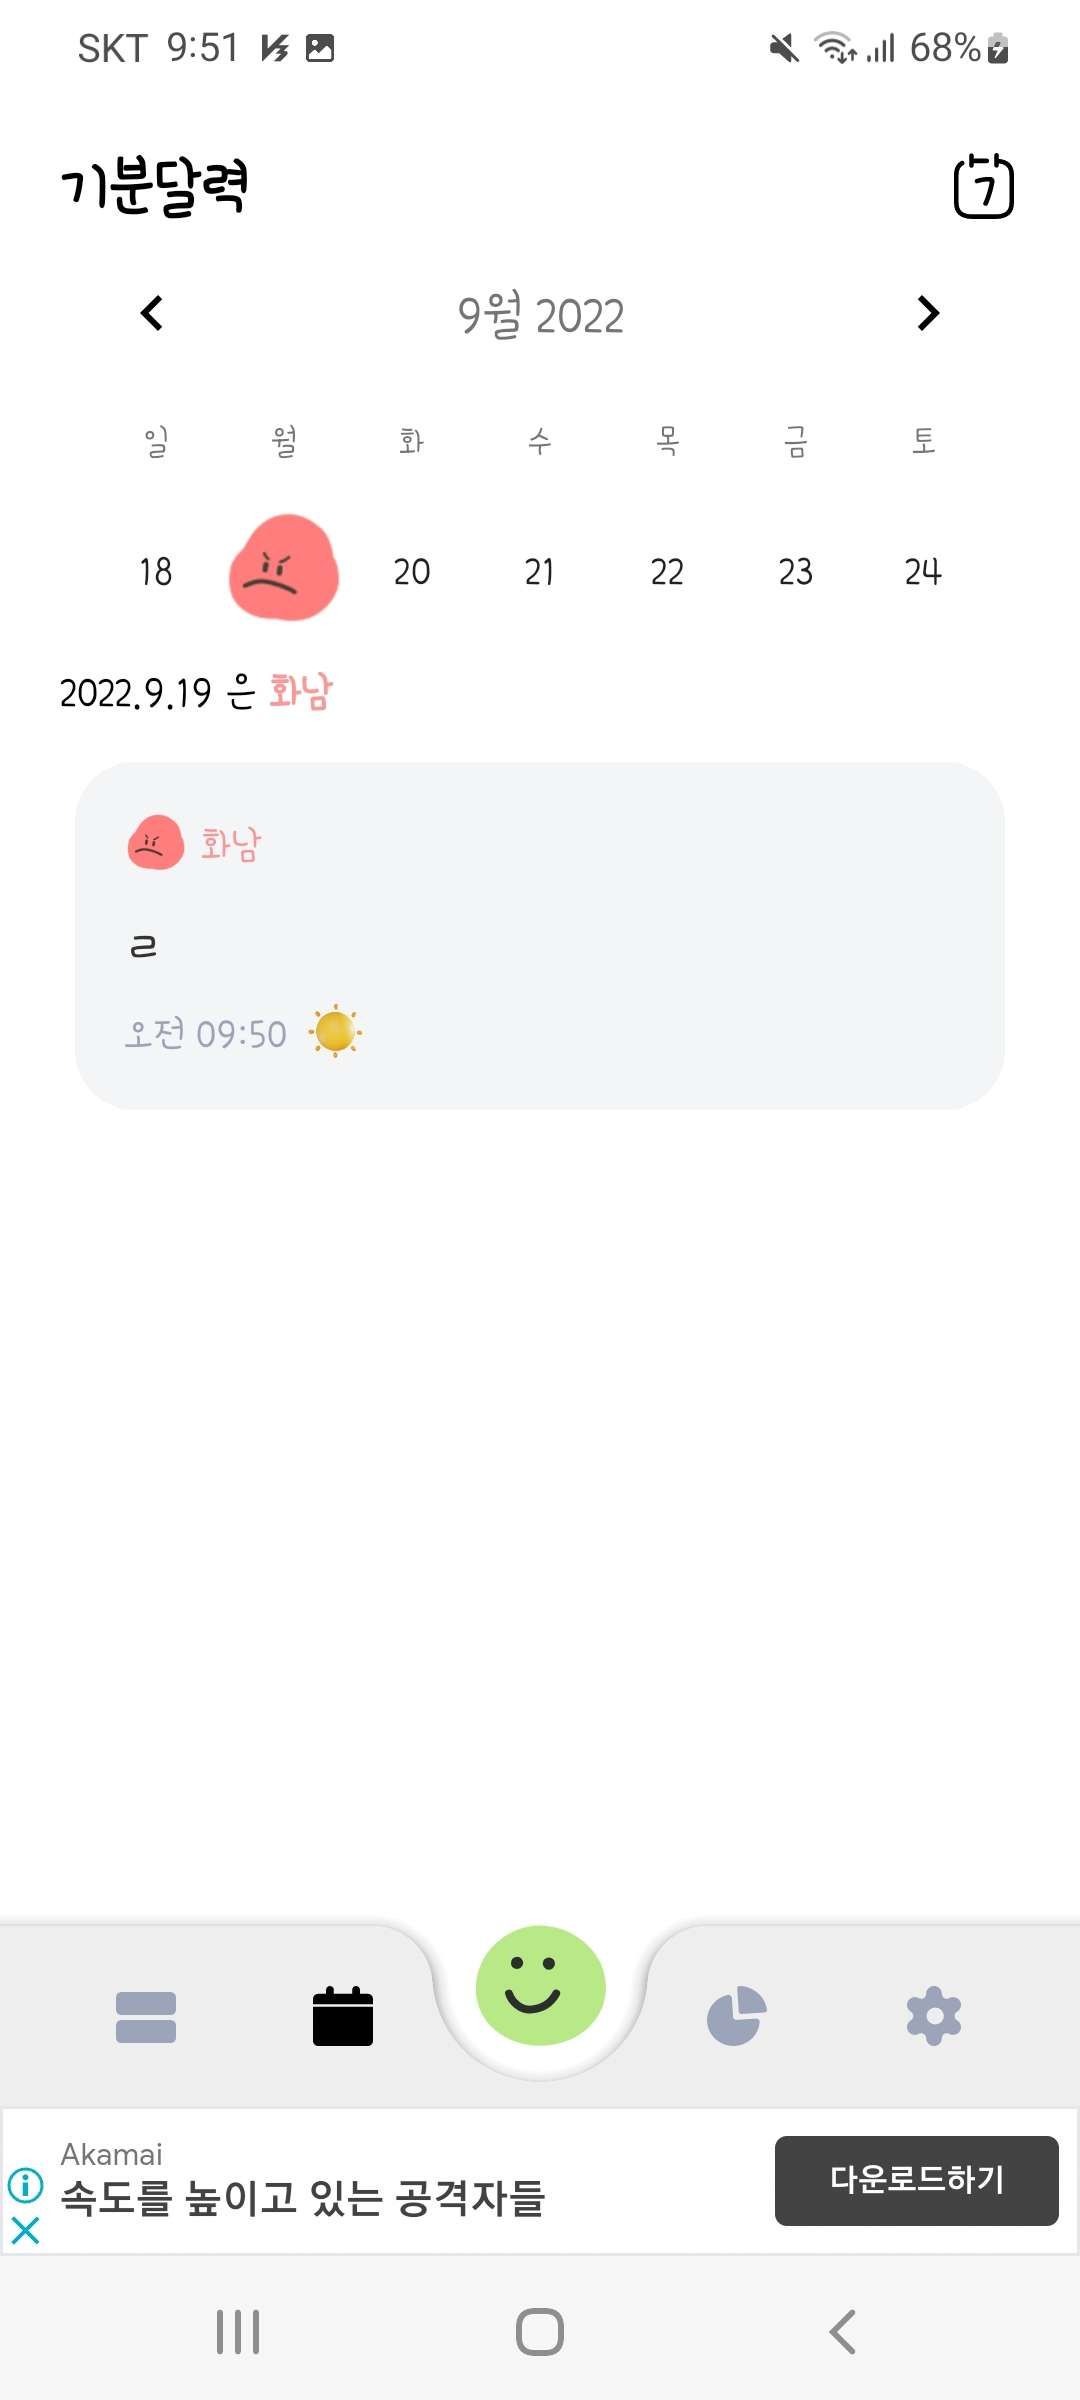 SKT 9:51 68%
기분달력
ㄱ
9월 2022
일 월 화 수 목 금 토
18 20 21 22 23 24
2022.9.19 은 화남
화남
ㄹ
오전 09:50
Akamai
속도를 높이고 있는 공격자들
다운로드하기